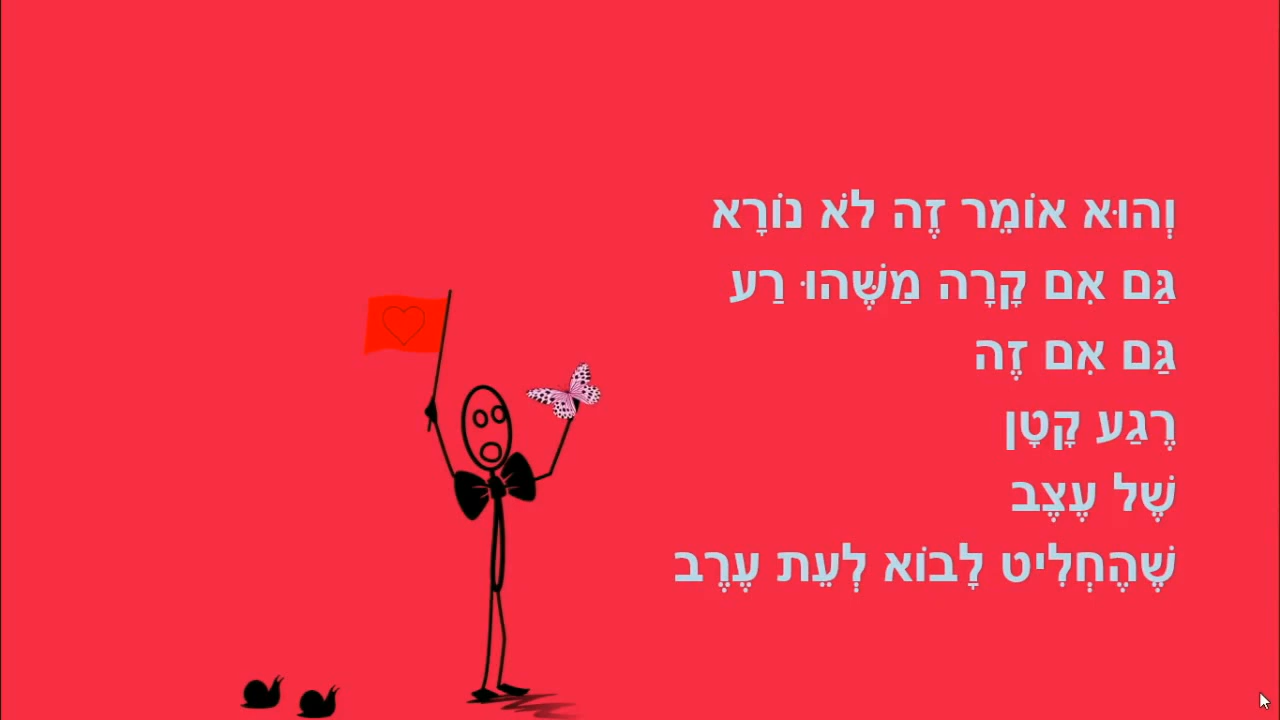 וְהוּא אוֹמֵר זֶה לֹא נוֹרָא
גַּם אִם קָרָה מַשֶּׁהוּ רַע
גַּם אִם זֶה
רֶגַע קָטָן
שֶׁל עֶצֶב
שֶׁהֶחְלִיט לָבוֹא לְעֵת עֶרֶב